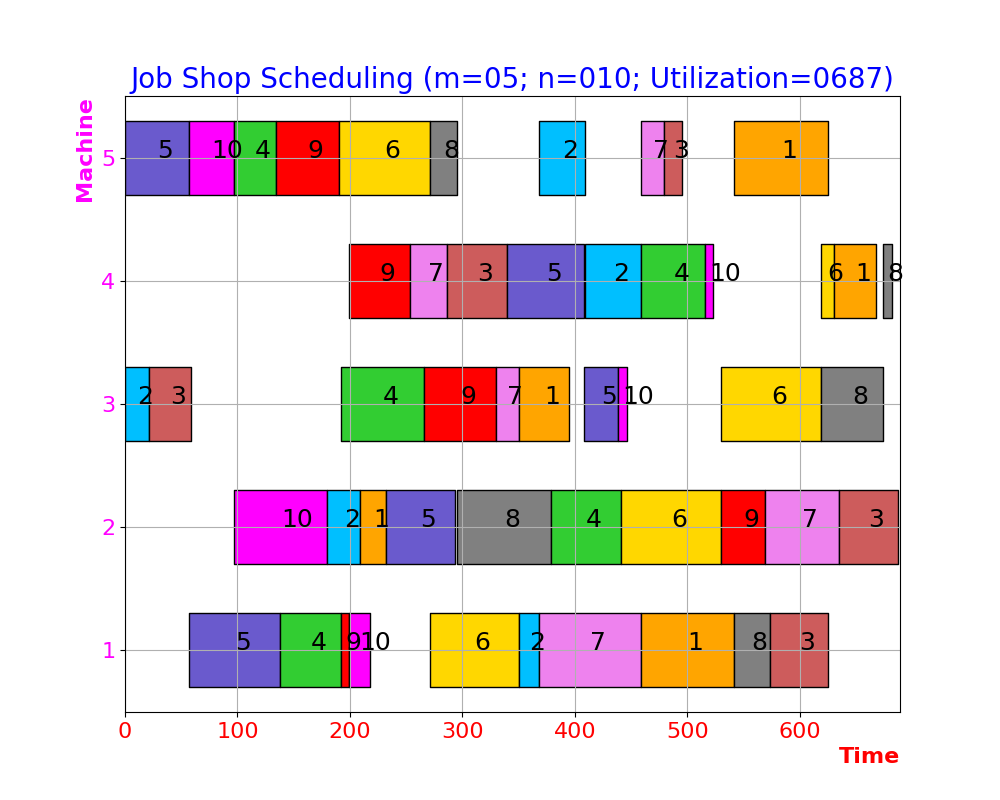 Job Shop Scheduling (m=05; n=010; Utilization=0687)
Machine
5
5 10 4 9 6 8 2 7 3 1
4
9 7 3 5 2 4 10 6 1 8
3
2 3 4 9 7 1 5 10 6 8
2
10 2 1 5 8 4 6 9 7 3
1
5 4 9 10 6 2 7 1 8 3
0 100 200 300 400 500 600
Time